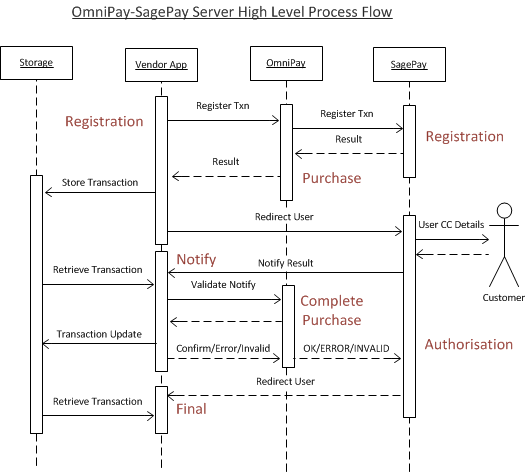 OmniPay-SagePay Server High Level Process Flow
Storage
Vendor App
OmniPay
SagePay
Register Txn
Registration
Register Txn
Registration
Result
Result
Purchase
Store Transaction
Redirect User
User CC Details
Notify
Notify Result
Retrieve Transaction
Validate Notify
Customer
Complete
Purchase
Transaction Update
Confirm/Error/Invalid
OK/ERROR/INVALID
Authorisation
Redirect User
Retrieve Transaction
Final